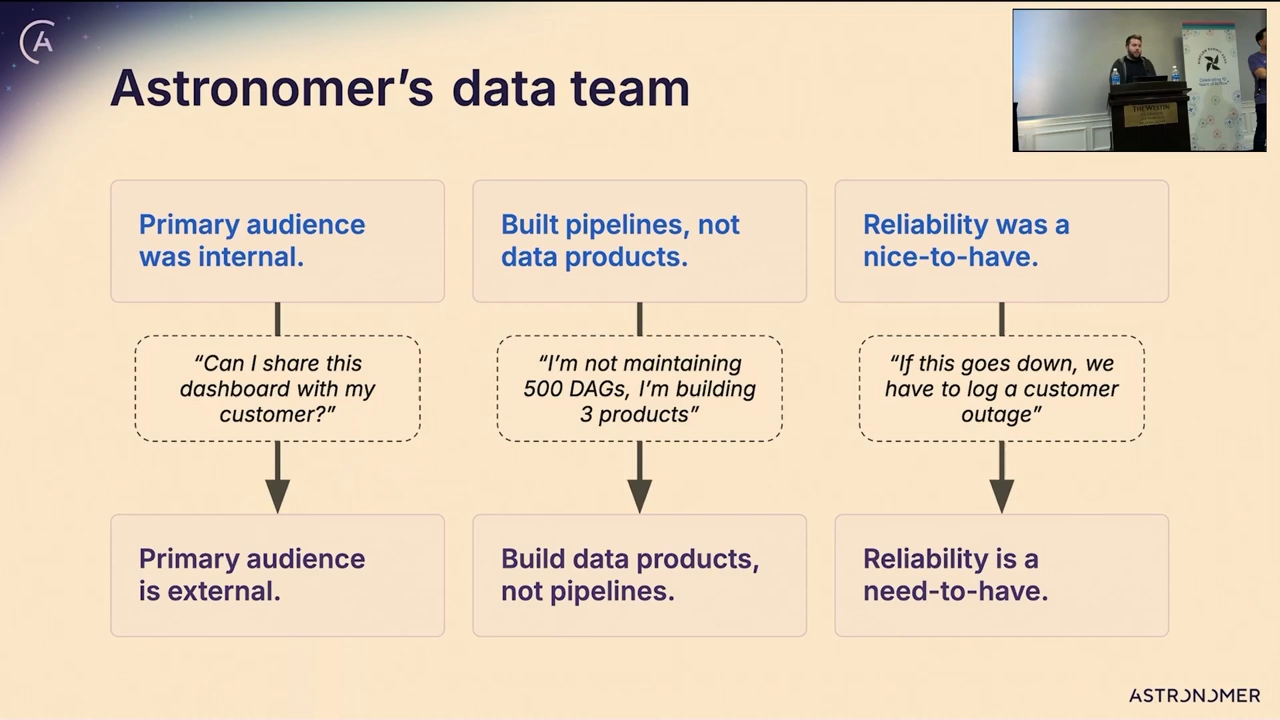 Astronomer’s data team
Primary audience
was internal.
Built pipelines, not
data products.
Reliability was a
nice-to-have.
“Can I share this
dashboard with my
customer?”
“I’m not maintaining
500 DAGs, I’m building
3 products”
“If this goes down, we
have to log a customer
outage”
Primary audience
is external.
Build data products,
not pipelines.
Reliability is a
need-to-have.
ASTRONOMER
THE WESTIN